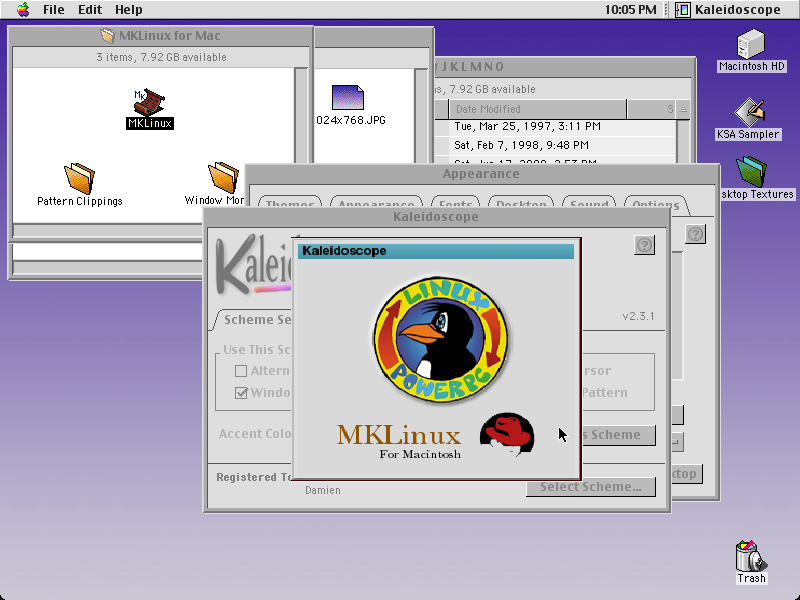 File Edit Help
10:05 PM
Kaleidoscope
MKLinux for Mac
3 items, 7.92 GB available
MK
MKLinux
Pattern Clippings
Window Mor
024x768.JPG
JKLMNO
s, 7.92 GB available
Date Modified
S
Tue, Mar 25, 1997, 3:11 PM
Sat, Feb 7, 1998, 9:48 PM
Macintosh HD
KSA Sampler
sktop Textures
Appearance
Themes Appearance Fonts Desktop Sound Options
Kaleidoscope
Kaleid
?
?
v2.3.1
Scheme Se
Use This Sc
Altern
Windo
rsor
Pattern
Accent Colo
s Scheme
ktop
Registered To
Damien
Select Scheme...
Kaleidoscope
LINUX
POWERPC
MKLinux
For Macintosh
Trash